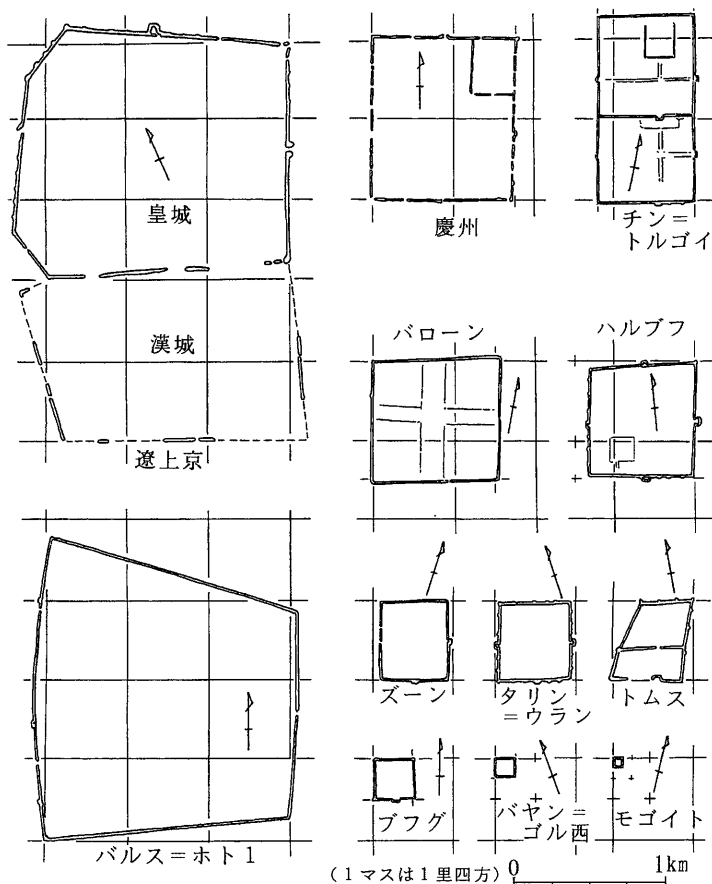 皇城
漢城
遼上京
慶州
チン=
トルゴイ
バローン
ハルブフ
バルス=ホト1
ズーン
タリン
=ウラン
トムス
ブフグ
バヤン=
ゴル西
モゴイト
(1マスは1里四方)
0 1km